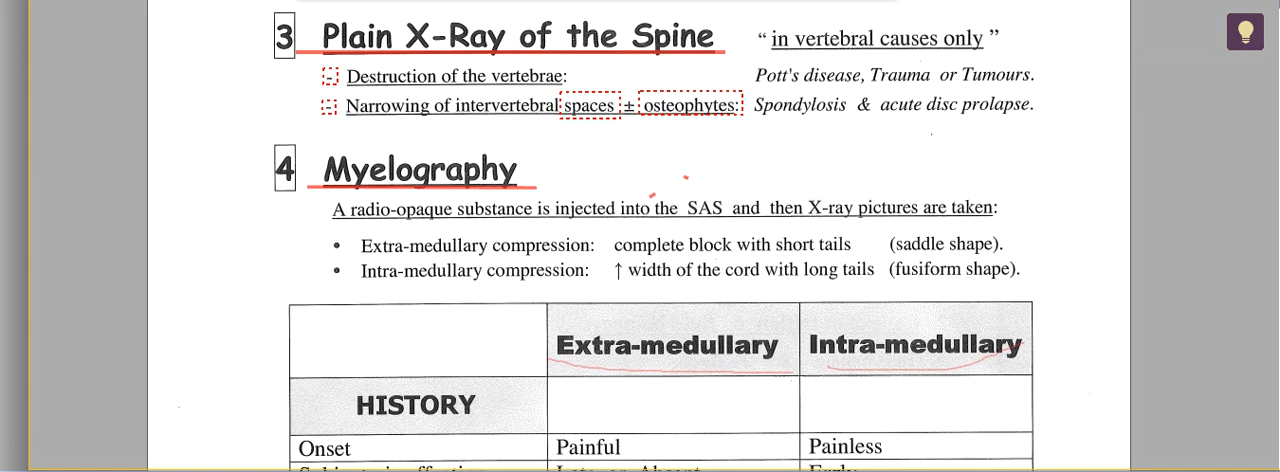 3 Plain X-Ray of the Spine “ in vertebral causes only ”
Destruction of the vertebrae: Pott's disease, Trauma or Tumours.
Narrowing of intervertebral spaces ± osteophytes: Spondylosis & acute disc prolapse.
4 Myelography
A radio-opaque substance is injected into the SAS and then X-ray pictures are taken:
• Extra-medullary compression: complete block with short tails (saddle shape).
• Intra-medullary compression: ↑ width of the cord with long tails (fusiform shape).
Extra-medullary Intra-medullary
HISTORY
Onset Painful Painless